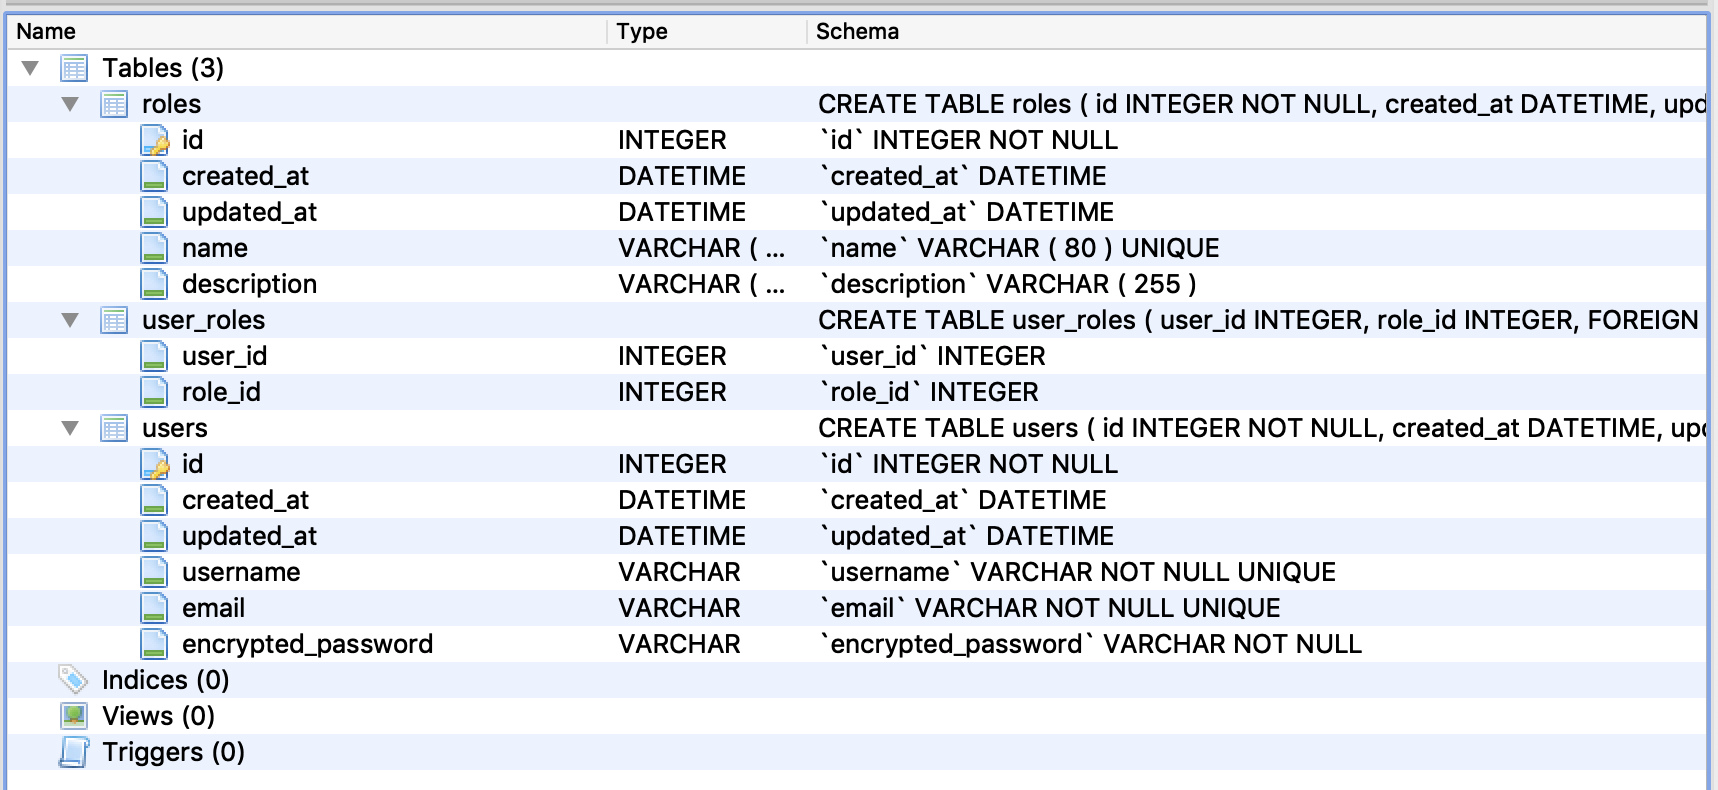 Name Type Schema
Tables (3)
roles CREATE TABLE roles ( id INTEGER NOT NULL, created_at DATETIME, upd
id INTEGER `id` INTEGER NOT NULL
created_at DATETIME `created_at` DATETIME
updated_at DATETIME `updated_at` DATETIME
name VARCHAR ( ... `name` VARCHAR ( 80 ) UNIQUE
description VARCHAR ( ... `description` VARCHAR ( 255 )
user_roles CREATE TABLE user_roles ( user_id INTEGER, role_id INTEGER, FOREIGN
user_id INTEGER `user_id` INTEGER
role_id INTEGER `role_id` INTEGER
users CREATE TABLE users ( id INTEGER NOT NULL, created_at DATETIME, upd
id INTEGER `id` INTEGER NOT NULL
created_at DATETIME `created_at` DATETIME
updated_at DATETIME `updated_at` DATETIME
username VARCHAR `username` VARCHAR NOT NULL UNIQUE
email VARCHAR `email` VARCHAR NOT NULL UNIQUE
encrypted_password VARCHAR `encrypted_password` VARCHAR NOT NULL
Indices (0)
Views (0)
Triggers (0)